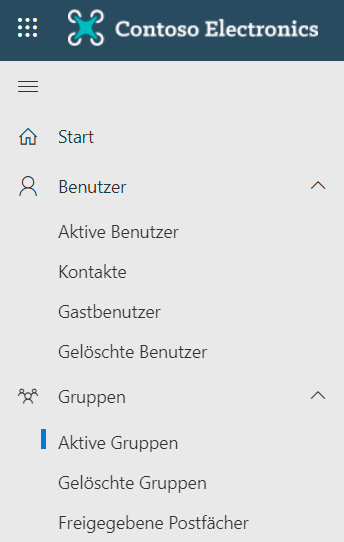 Contoso Electronics
Start
Benutzer
Aktive Benutzer
Kontakte
Gastbenutzer
Gelöschte Benutzer
Gruppen
Aktive Gruppen
Gelöschte Gruppen
Freigegebene Postfächer